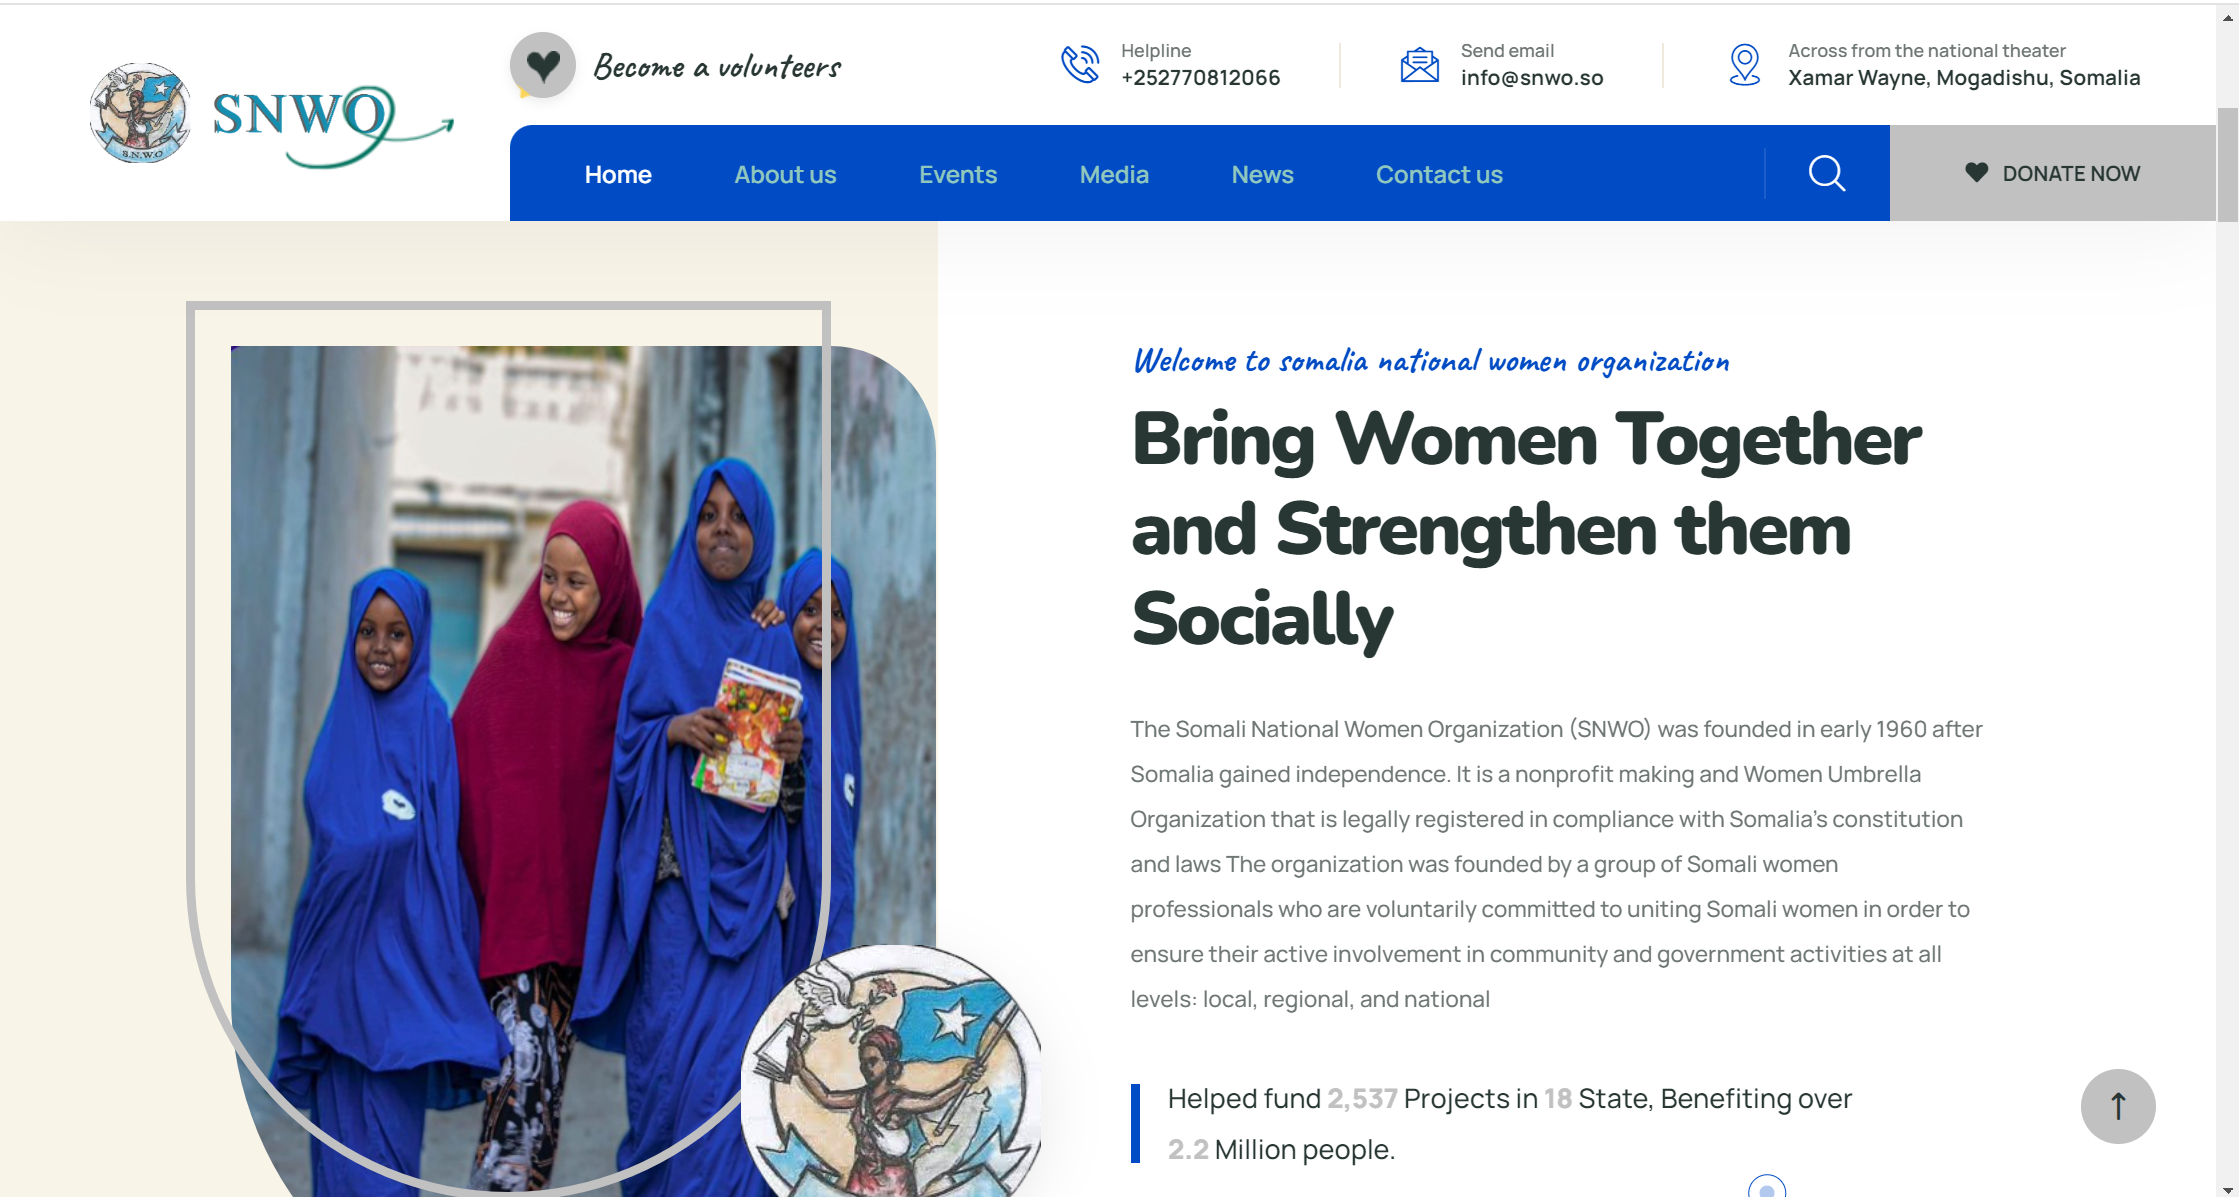 S.N.W.O
SNWO
Become a volunteers
Helpline
+252770812066
Send email
info@snwo.so
Across from the national theater
Xamar Wayne, Mogadishu, Somalia
Home
About us
Events
Media
News
Contact us
DONATE NOW
Welcome to somalia national women organization
Bring Women Together
and Strengthen them
Socially
The Somali National Women Organization (SNWO) was founded in early 1960 after
Somalia gained independence. It is a nonprofit making and Women Umbrella
Organization that is legally registered in compliance with Somalia’s constitution
and laws The organization was founded by a group of Somali women
professionals who are voluntarily committed to uniting Somali women in order to
ensure their active involvement in community and government activities at all
levels: local, regional, and national
Helped fund 2,537 Projects in 18 State, Benefiting over
2.2 Million people.